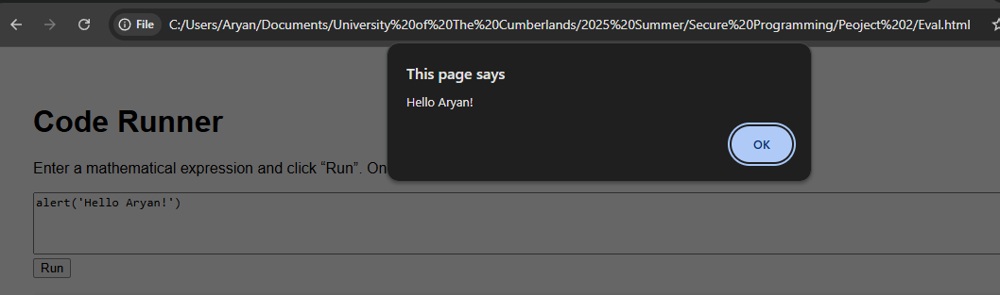 File C:/Users/Aryan/Documents/University%20of%20The%20Cumberlands/2025%20Summer/Secure%20Programming/Peoject%202/Eval.html
This page says
Hello Aryan!
OK
Code Runner
Enter a mathematical expression and click “Run”. On
alert('Hello Aryan!')
Run